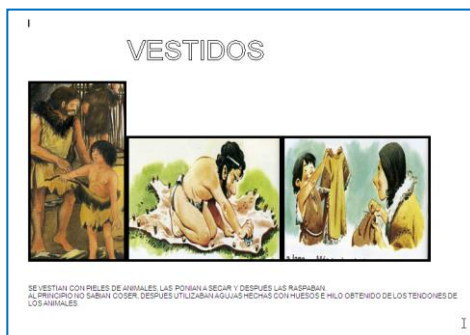 VESTIDOS
SE VESTIAN CON PIELES DE ANIMALES, LAS PONIAN A SECAR Y DESPUÉS LAS RASPABAN.
AL PRINCIPIO NO SABIAN COSER, DESPUES UTILIZABAN AGUJAS HECHAS CON HUESOS E HILO OBTENIDO DE LOS TENDONES DE
LOS ANIMALES.